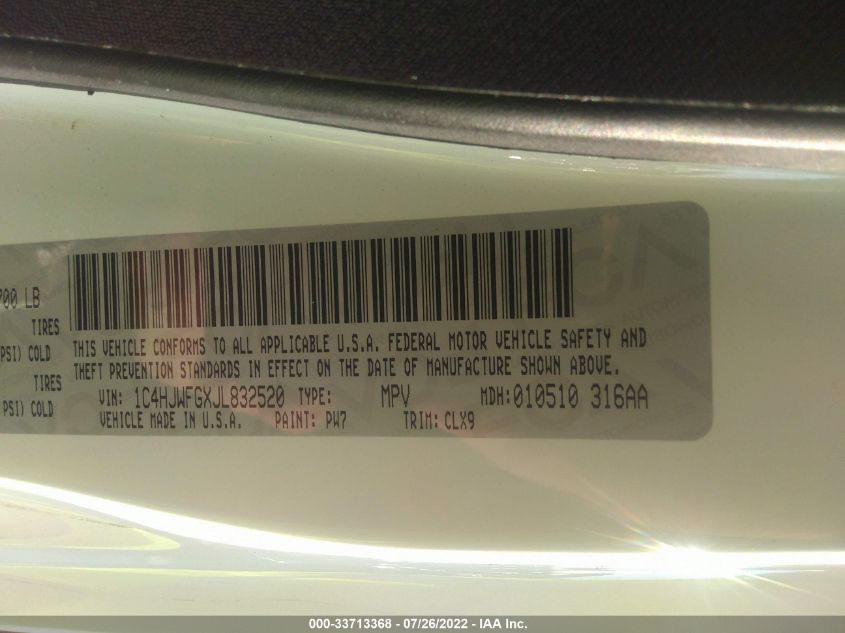 700 LB
TIRES
PSI) COLD
TIRES
PSI) COLD
THIS VEHICLE CONFORMS TO ALL APPLICABLE U.S.A. FEDERAL MOTOR VEHICLE SAFETY AND
THEFT PREVENTION STANDARDS IN EFFECT ON THE DATE OF MANUFACTURE SHOWN ABOVE.
VIN: 1C4HJWFGXJL832520 TYPE: MPV MDH:010510 316AA
VEHICLE MADE IN U.S.A. PAINT: PW7 TRIM: CLX9
000-33713368 - 07/26/2022 - IAA Inc.